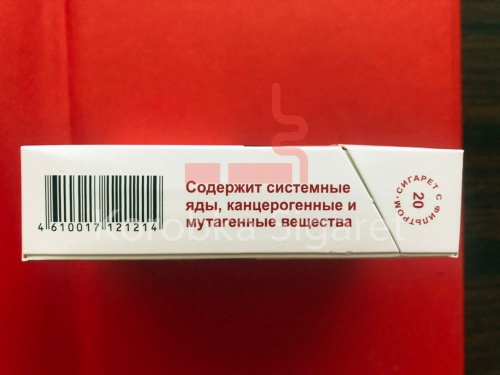 Содержит системные
яды, канцерогенные и
мутагенные вещества
4 610017 121214
СИГАРЕТ С ФИЛЬТРОМ •
20
Korobka Sigaret